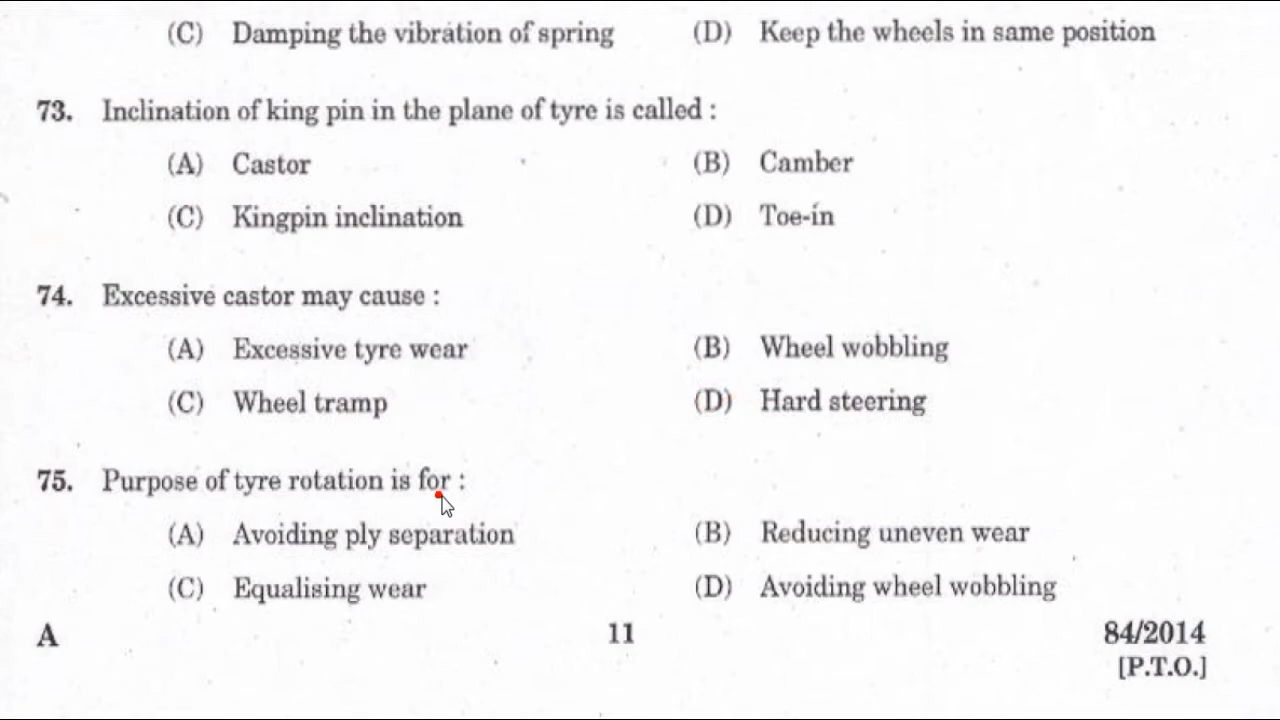 (C) Damping the vibration of spring (D) Keep the wheels in same position
73. Inclination of king pin in the plane of tyre is called :
(A) Castor (B) Camber
(C) Kingpin inclination (D) Toe-in
74. Excessive castor may cause :
(A) Excessive tyre wear (B) Wheel wobbling
(C) Wheel tramp (D) Hard steering
75. Purpose of tyre rotation is for :
(A) Avoiding ply separation (B) Reducing uneven wear
(C) Equalising wear (D) Avoiding wheel wobbling
A 11 84/2014
[P.T.O.]